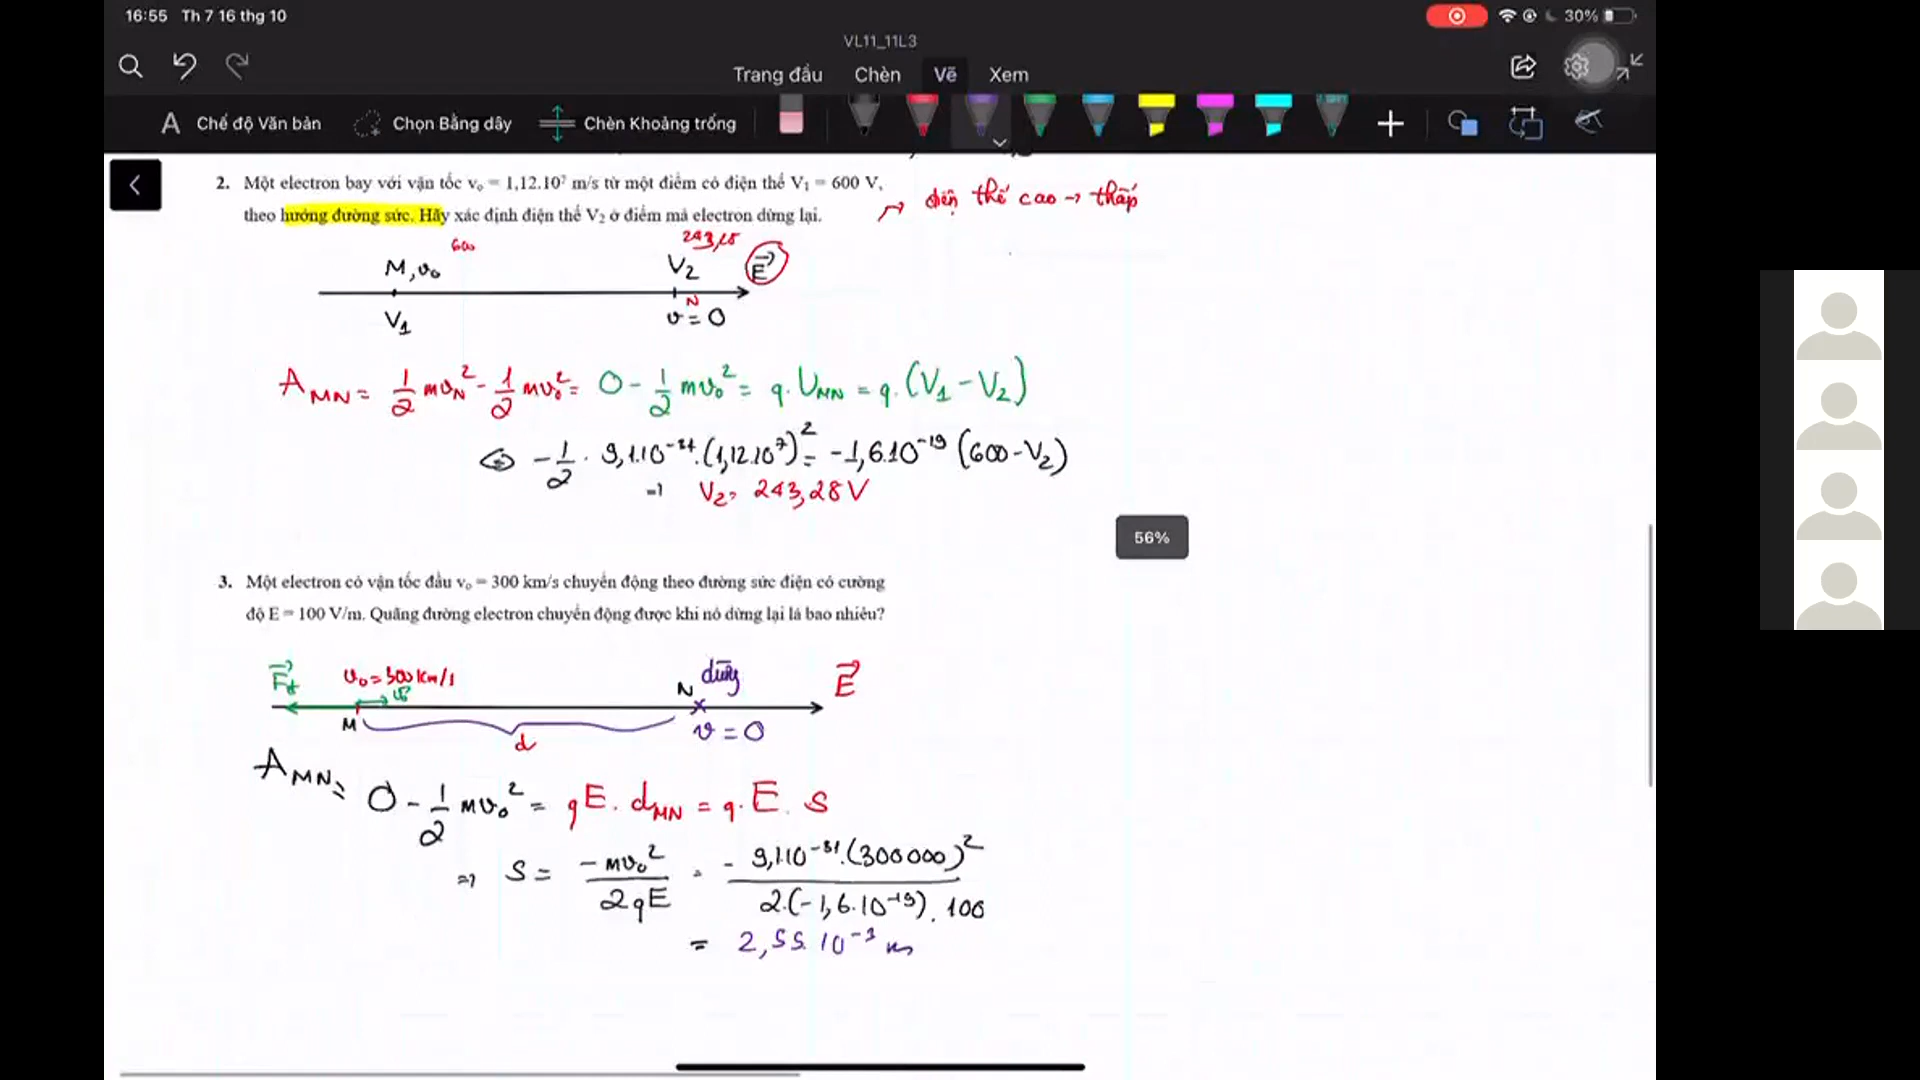 16:55 Th 7 16 thg 10
30%
VL11_11L3
Trang đầu Chèn Vẽ Xem
A Chế độ Văn bản Chọn Bằng dây Chèn Khoảng trống
2. Một electron bay với vận tốc v₀ = 1,12.10⁷ m/s từ một điểm có điện thế V₁ = 600 V,
theo hướng đường sức. Hãy xác định điện thế V₂ ở điểm mà electron dừng lại.
điện thế cao → thấp
600
M, v₀ V₂ E⃗
N
V₁ v = 0
A_MN = 1/2 mv_N² - 1/2 mv₀² = 0 - 1/2 mv₀² = q. U_MN = q. (V₁ - V₂)
- 1/2 . 9,1.10⁻³¹.(1,12.10⁷)² = -1,6.10⁻¹⁹ (600 - V₂)
⇒ V₂ = 243,28 V
56%
3. Một electron có vận tốc đầu v₀ = 300 km/s chuyển động theo đường sức điện có cường
độ E = 100 V/m. Quãng đường electron chuyển động được khi nó dừng lại là bao nhiêu?
v₀ = 300 km/s N dừng E⃗
M d v = 0
A_MN =
0 - 1/2 mv₀² = qE. d_MN = q. E. s
⇒ s = -mv₀² / 2qE = - 9,1.10⁻³¹.(300000)² / 2.(-1,6.10⁻¹⁹). 100
= 2,55.10⁻³ m